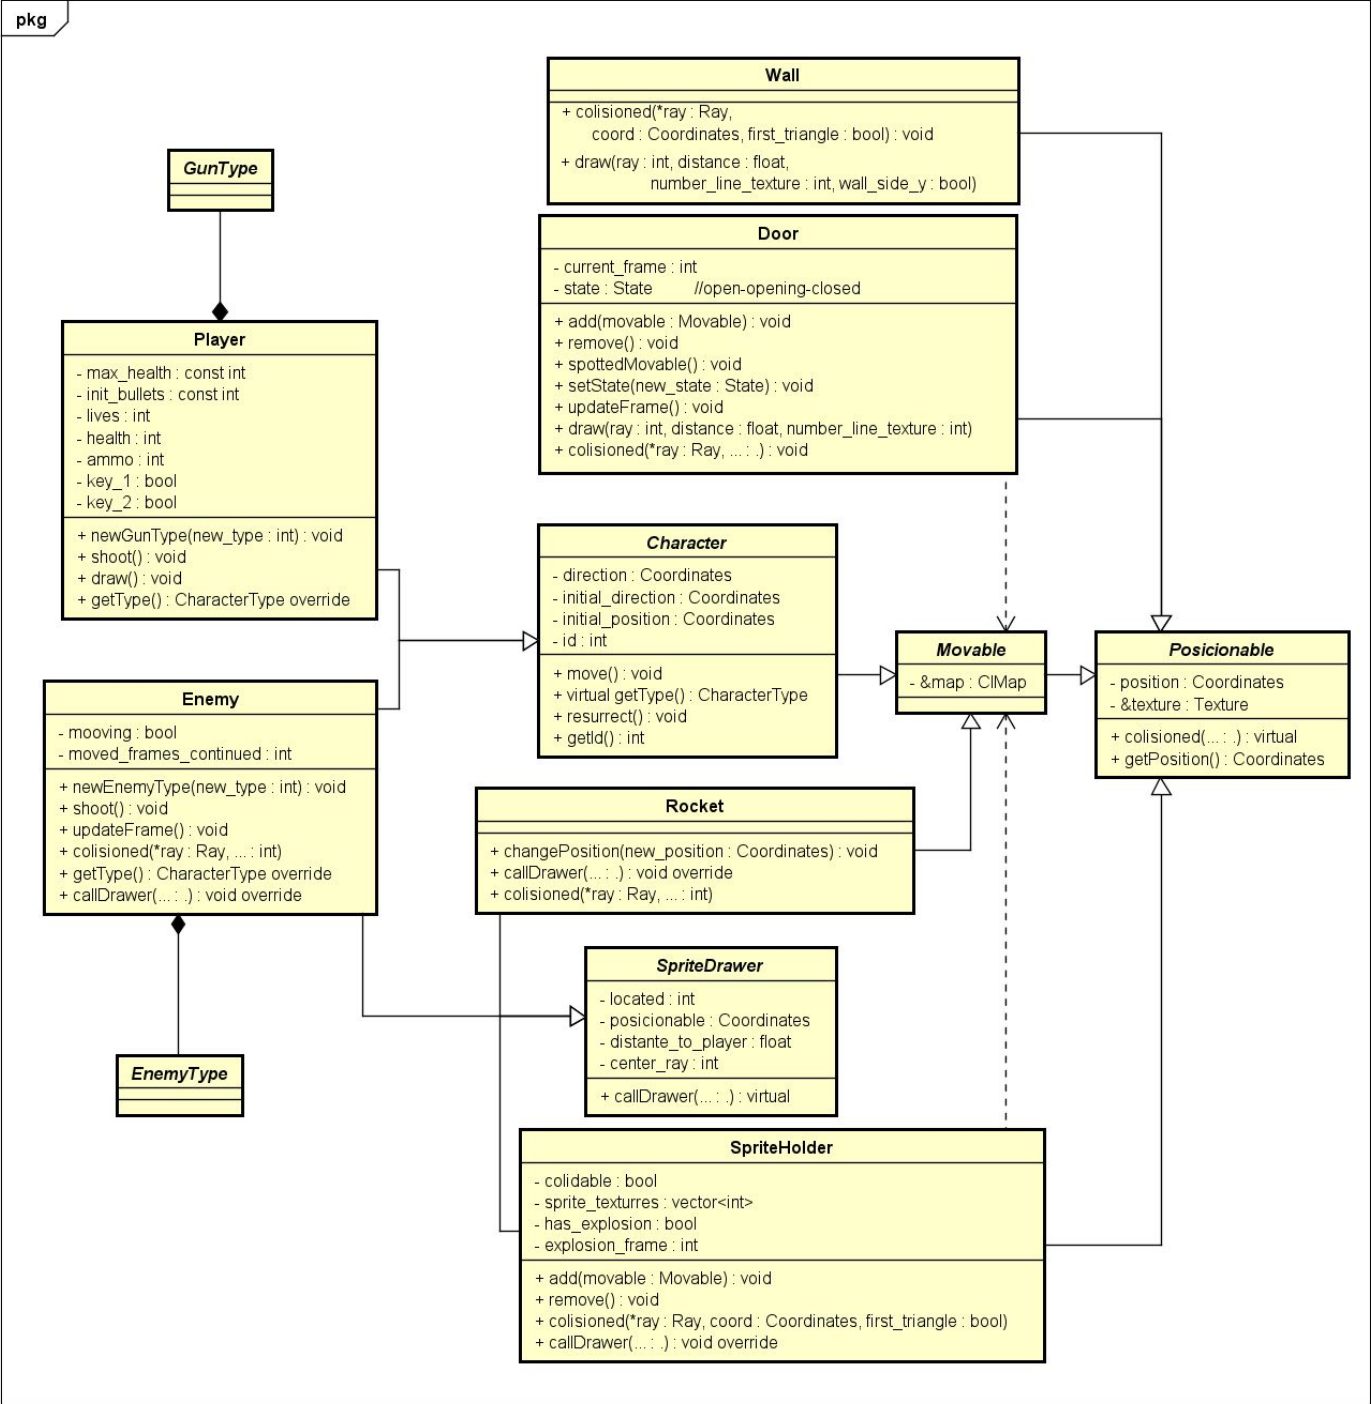 pkg
Wall
+ colisioned(*ray : Ray,
coord : Coordinates, first_triangle : bool) : void
+ draw(ray : int, distance : float,
number_line_texture : int, wall_side_y : bool)
GunType
Door
- current_frame : int
- state : State //open-opening-closed
+ add(movable : Movable) : void
+ remove() : void
+ spottedMovable() : void
+ setState(new_state : State) : void
+ updateFrame() : void
+ draw(ray : int, distance : float, number_line_texture : int)
+ colisioned(*ray : Ray, ... : .) : void
Player
- max_health : const int
- init_bullets : const int
- lives : int
- health : int
- ammo : int
- key_1 : bool
- key_2 : bool
+ newGunType(new_type : int) : void
+ shoot() : void
+ draw() : void
+ getType() : CharacterType override
Character
- direction : Coordinates
- initial_direction : Coordinates
- initial_position : Coordinates
- id : int
+ move() : void
+ virtual getType() : CharacterType
+ resurrect() : void
+ getId() : int
Movable
- &map : ClMap
Posicionable
- position : Coordinates
- &texture : Texture
+ colisioned(... : .) : virtual
+ getPosition() : Coordinates
Enemy
- mooving : bool
- moved_frames_continued : int
+ newEnemyType(new_type : int) : void
+ shoot() : void
+ updateFrame() : void
+ colisioned(*ray : Ray, ... : int)
+ getType() : CharacterType override
+ callDrawer(... : .) : void override
Rocket
+ changePosition(new_position : Coordinates) : void
+ callDrawer(... : .) : void override
+ colisioned(*ray : Ray, ... : int)
SpriteDrawer
- located : int
- posicionable : Coordinates
- distante_to_player : float
- center_ray : int
+ callDrawer(... : .) : virtual
EnemyType
SpriteHolder
- colidable : bool
- sprite_texturres : vector<int>
- has_explosion : bool
- explosion_frame : int
+ add(movable : Movable) : void
+ remove() : void
+ colisioned(*ray : Ray, coord : Coordinates, first_triangle : bool)
+ callDrawer(... : .) : void override